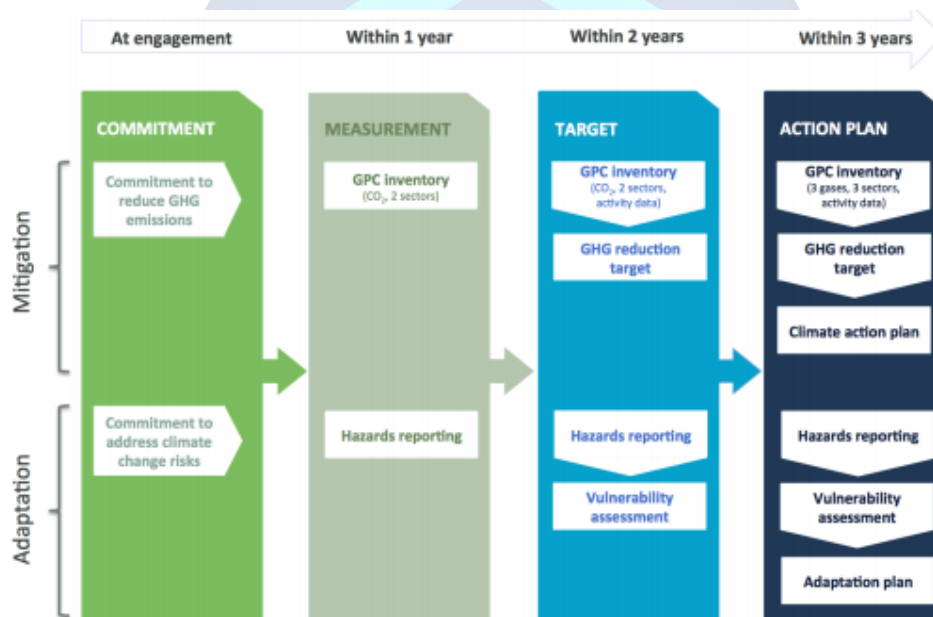 At engagement
Within 1 year
Within 2 years
Within 3 years
COMMITMENT
MEASUREMENT
TARGET
ACTION PLAN
Mitigation
Commitment to
reduce GHG
emissions
GPC inventory
(CO₂, 2 sectors)
GPC inventory
(CO₂, 2 sectors,
activity data)
GHG reduction
target
GPC inventory
(3 gases, 3 sectors,
activity data)
GHG reduction
target
Climate action plan
Adaptation
Commitment to
address climate
change risks
Hazards reporting
Hazards reporting
Vulnerability
assessment
Hazards reporting
Vulnerability
assessment
Adaptation plan